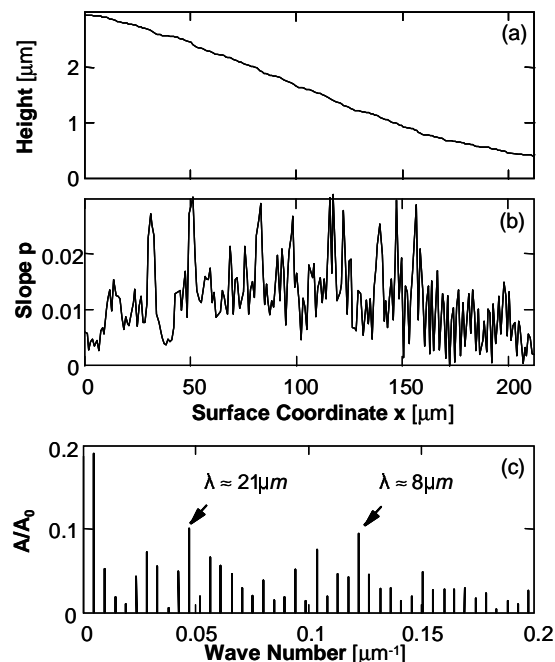 (a)
Height [μm]
2
1
0
(b)
Slope p
0.02
0.01
0
0 50 100 150 200
Surface Coordinate x [μm]
(c)
A/A0
0.2
0.1
0
λ ≈ 21μm
λ ≈ 8μm
0 0.05 0.1 0.15 0.2
Wave Number [μm⁻¹]